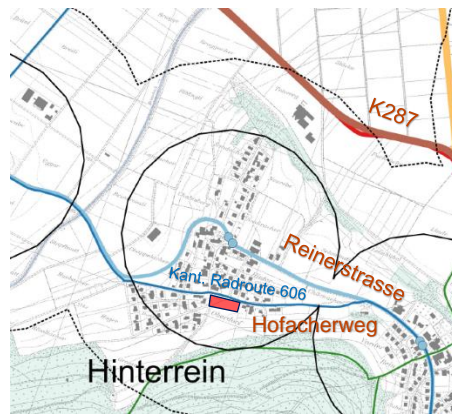 K287
Reinerstrasse
Kant. Radroute 606
Hofacherweg
Hinterrein